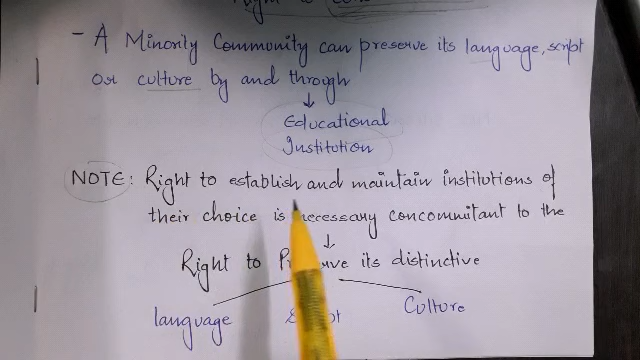 - A Minority Community can preserve its language, script
or culture by and through
↓
Educational
Institution
NOTE: Right to establish and maintain institutions of
their choice is necessary concommitant to the
↓
Right to its distinctive
language Culture